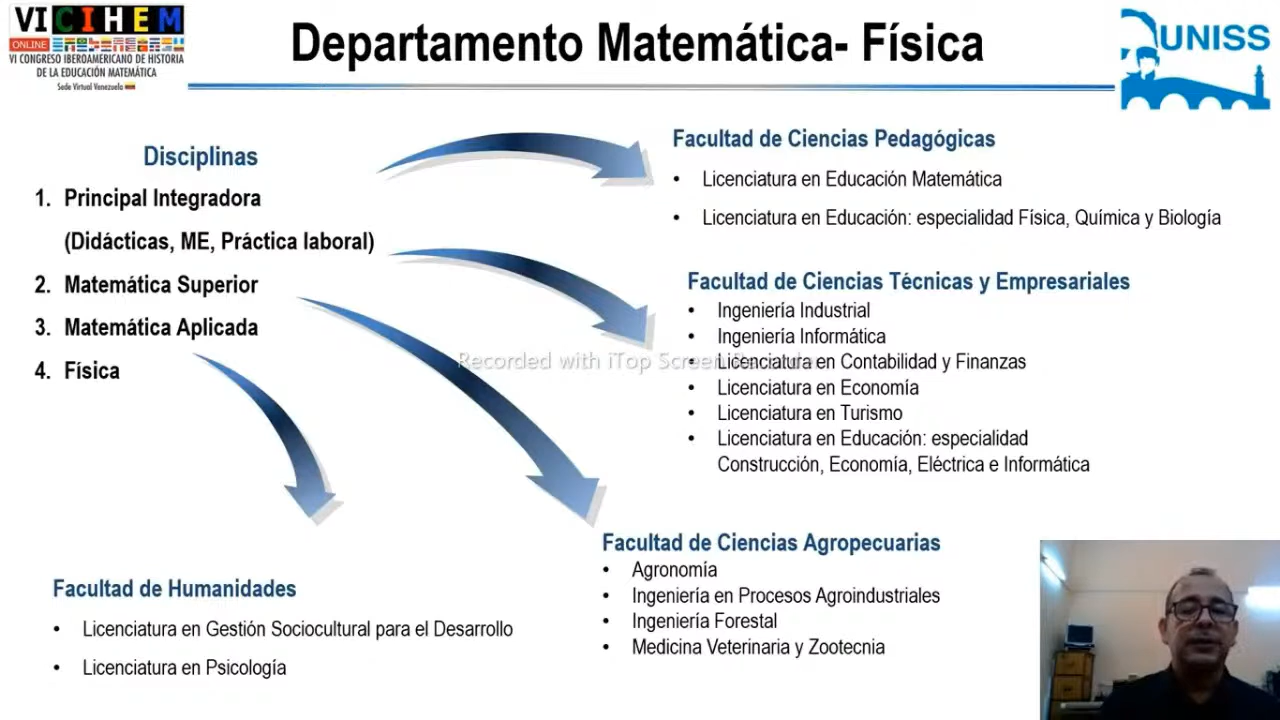 VI CIHEM
ONLINE
VI CONGRESO IBEROAMERICANO DE HISTORIA
DE LA EDUCACIÓN MATEMÁTICA
Sede Virtual Venezuela
Departamento Matemática- Física
UNISS
Disciplinas
1. Principal Integradora
(Didácticas, ME, Práctica laboral)
2. Matemática Superior
3. Matemática Aplicada
4. Física
Facultad de Ciencias Pedagógicas
• Licenciatura en Educación Matemática
• Licenciatura en Educación: especialidad Física, Química y Biología
Facultad de Ciencias Técnicas y Empresariales
• Ingeniería Industrial
• Ingeniería Informática
• Licenciatura en Contabilidad y Finanzas
• Licenciatura en Economía
• Licenciatura en Turismo
• Licenciatura en Educación: especialidad
Construcción, Economía, Eléctrica e Informática
Recorded with iTop Screen Recorder
Facultad de Ciencias Agropecuarias
• Agronomía
• Ingeniería en Procesos Agroindustriales
• Ingeniería Forestal
• Medicina Veterinaria y Zootecnia
Facultad de Humanidades
• Licenciatura en Gestión Sociocultural para el Desarrollo
• Licenciatura en Psicología